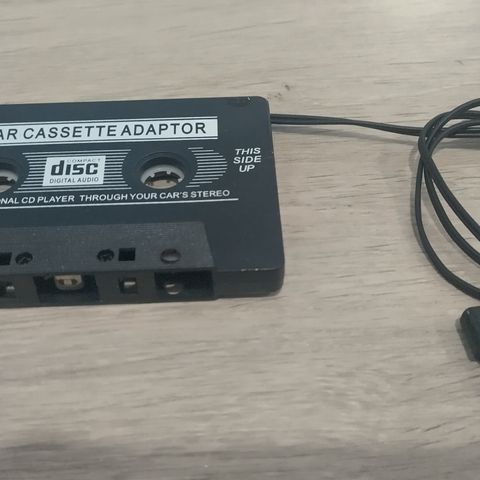 AR CASSETTE ADAPTOR
THIS
SIDE
UP
COMPACT
disc
DIGITAL AUDIO
ONAL CD PLAYER THROUGH YOUR CAR'S STEREO